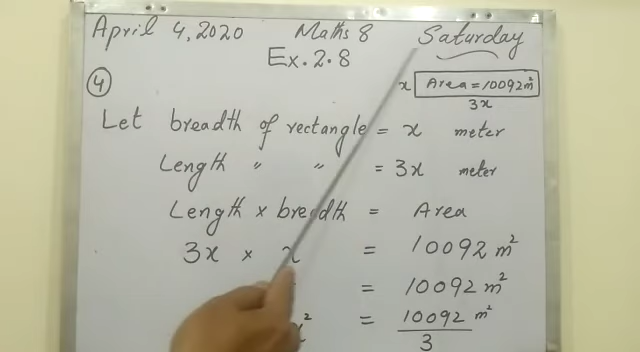 April 4, 2020 Maths 8 Saturday
Ex. 2.8
4
x Area = 10092 m²
3x
Let breadth of rectangle = x meter
Length " " = 3x meter
Length × breadth = Area
3x × x = 10092 m²
= 10092 m²
x² = 10092 m²
3